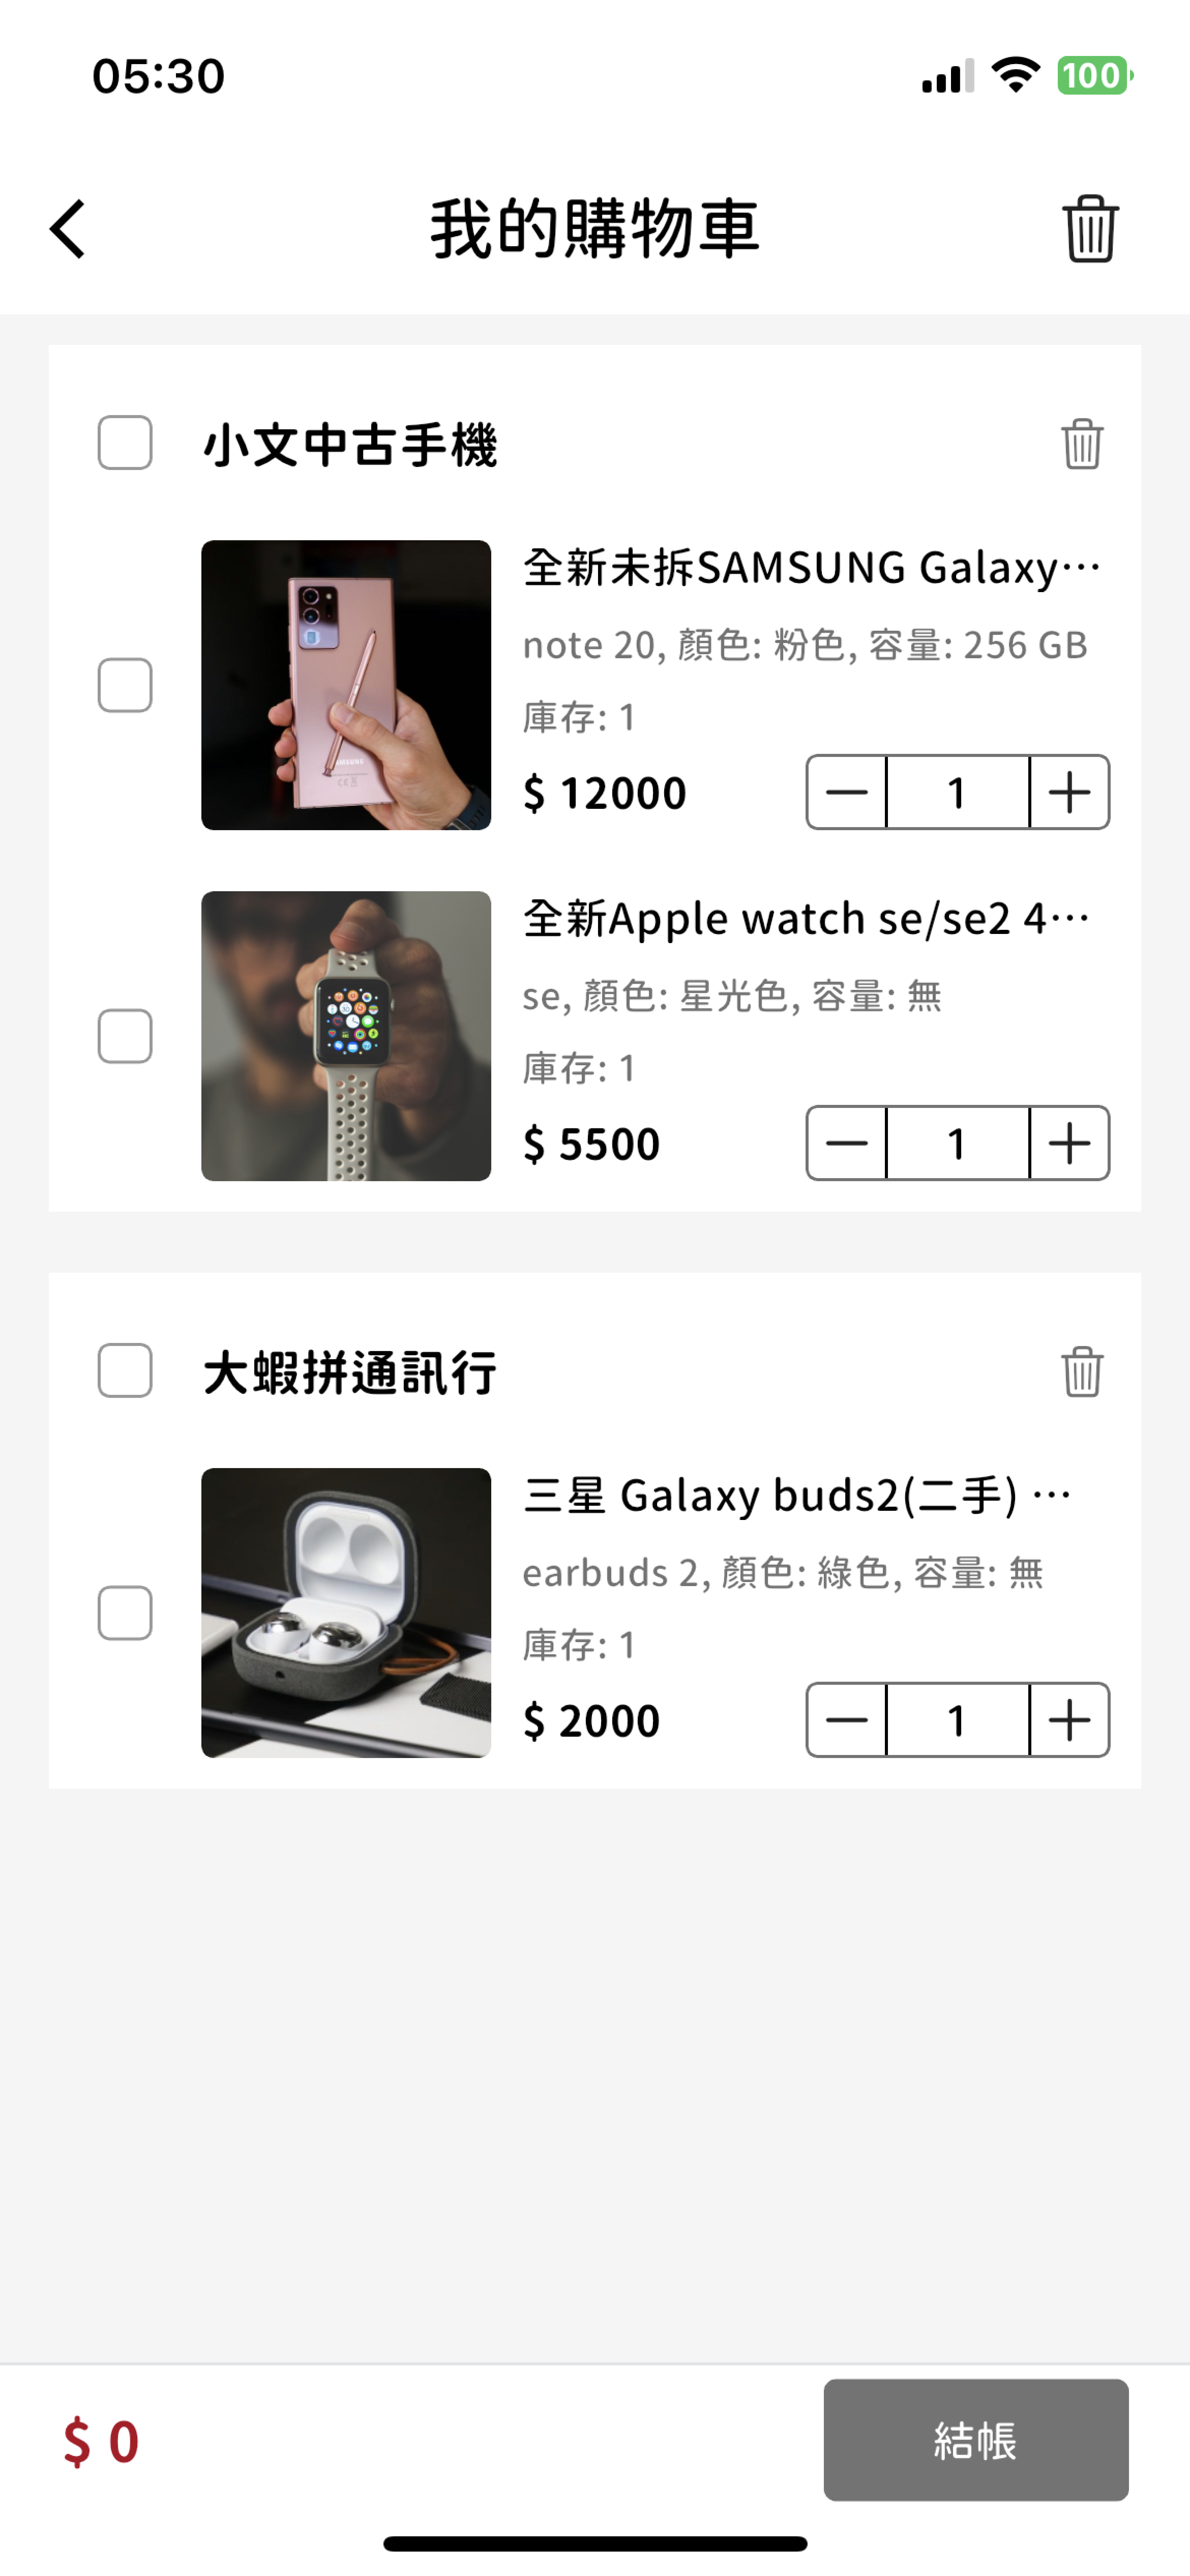 05:30
100
我的購物車
小文中古手機
全新未拆SAMSUNG Galaxy…
note 20, 顏色: 粉色, 容量: 256 GB
庫存: 1
$ 12000
1
全新Apple watch se/se2 4…
se, 顏色: 星光色, 容量: 無
庫存: 1
$ 5500
1
大蝦拼通訊行
三星 Galaxy buds2(二手) …
earbuds 2, 顏色: 綠色, 容量: 無
庫存: 1
$ 2000
1
$ 0
結帳